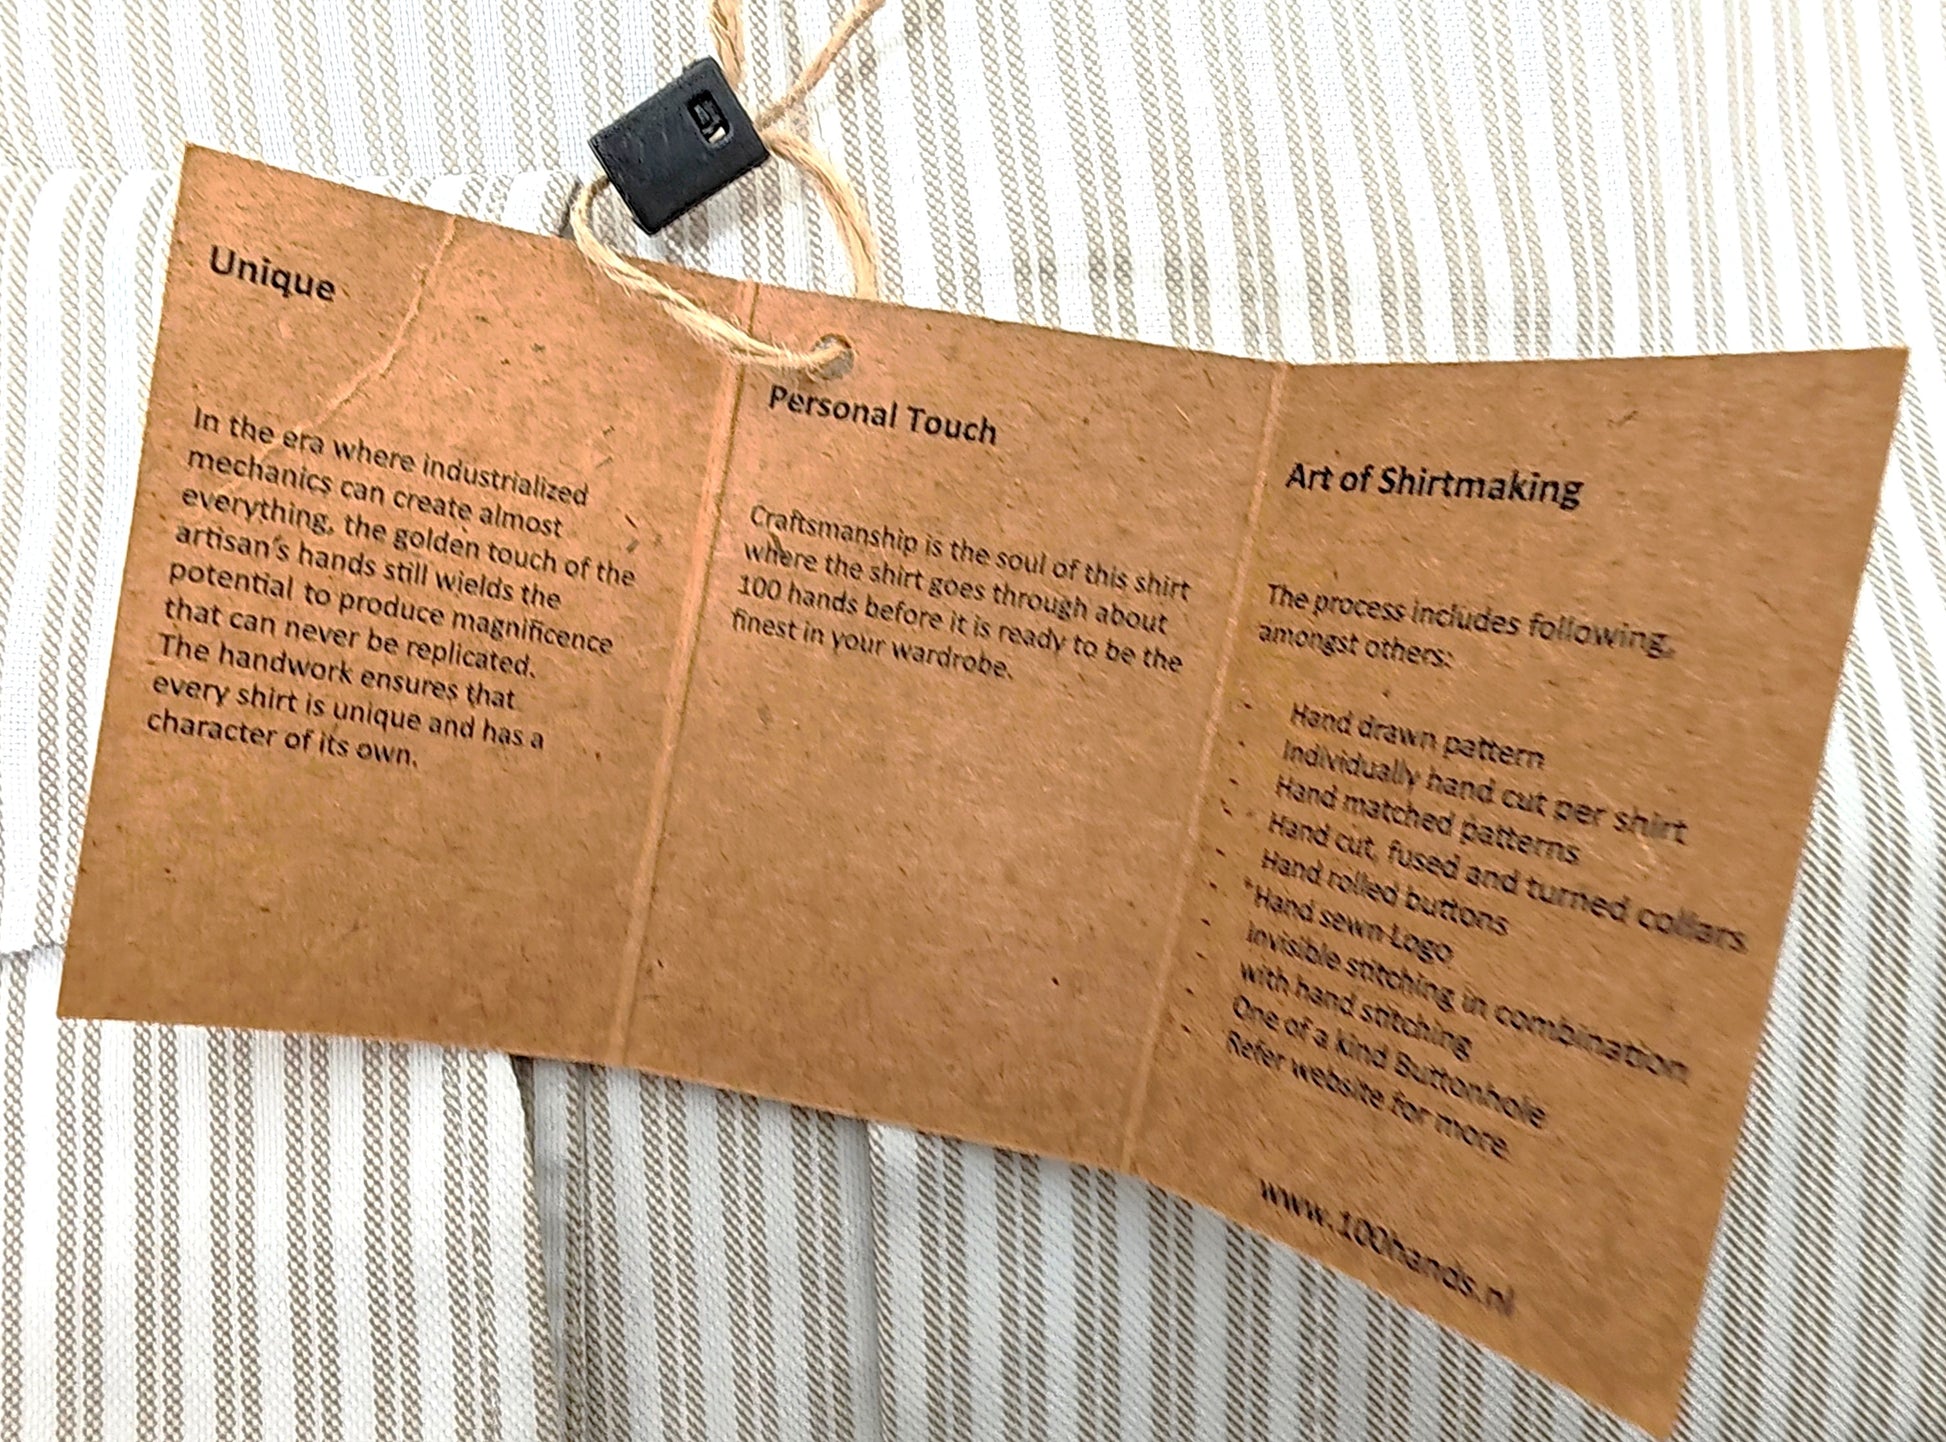 Unique
In the era where industrialized
mechanics can create almost
everything, the golden touch of the
artisan's hands still wields the
potential to produce magnificence
that can never be replicated.
The handwork ensures that
every shirt is unique and has a
character of its own.
Personal Touch
Craftsmanship is the soul of this shirt
where the shirt goes through about
100 hands before it is ready to be the
finest in your wardrobe.
Art of Shirtmaking
The process includes following,
amongst others:
- Hand drawn pattern
- Individually hand cut per shirt
- Hand matched patterns
- Hand cut, fused and turned collars
- Hand rolled buttons
- Hand sewn Logo
- Invisible stitching in combination
- with hand stitching
- One of a kind Buttonhole
- Refer website for more
www.100hands.nl